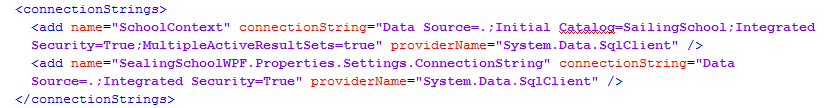 <connectionStrings>
<add name="SchoolContext" connectionString="Data Source=.;Initial Catalog=SailingSchool;Integrated
Security=True;MultipleActiveResultSets=true" providerName="System.Data.SqlClient" />
<add name="SealingSchoolWPF.Properties.Settings.ConnectionString" connectionString="Data
Source=.;Integrated Security=True" providerName="System.Data.SqlClient" />
</connectionStrings>